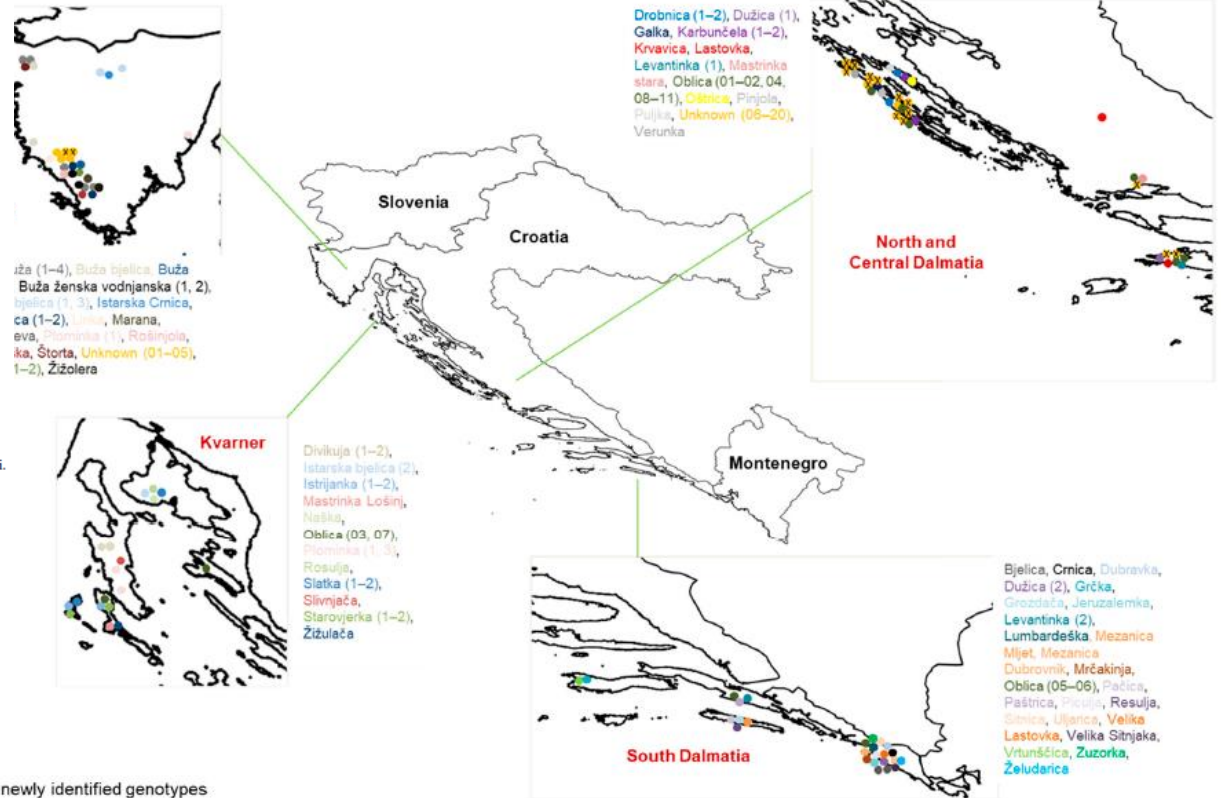 Drobnica (1–2), Dužica (1),
Galka, Karbunčela (1–2),
Krvavica, Lastovka,
Levantinka (1), Mastrinka
stara, Oblica (01–02, 04,
08–11), Oštrica, Pinjola,
Puljka, Unknown (06–20),
Verunka
Slovenia
Croatia
North and
Central Dalmatia
uža (1–4), Buža bjelica, Buža
Buža ženska vodnjanska (1, 2),
bjelica (1, 3), Istarska Crnica,
ca (1–2), Marana,
eva, Plominka (1), Rošinjola,
ka, Štorta, Unknown (01–05),
1–2), Žižolera
Kvarner
Divikuja (1–2),
Istarska bjelica (2),
Istrijanka (1–2),
Mastrinka Lošinj,
Naška,
Oblica (03, 07),
Plominka (1, 3),
Rosulja,
Slatka (1–2),
Slivnjača,
Starovjerka (1–2),
Žižulača
i.
Montenegro
South Dalmatia
Bjelica, Crnica, Dubravka,
Dužica (2), Grčka,
Grozdača, Jeruzalemka,
Levantinka (2),
Lumbardeška, Mezanica
Mljet, Mezanica
Dubrovnik, Mrčakinja,
Oblica (05–06), Pačica,
Paštrica, Piculja, Resulja,
Sitnica, Uljarica, Velika
Lastovka, Velika Sitnjaka,
Vrtunščica, Zuzorka,
Želudarica
newly identified genotypes